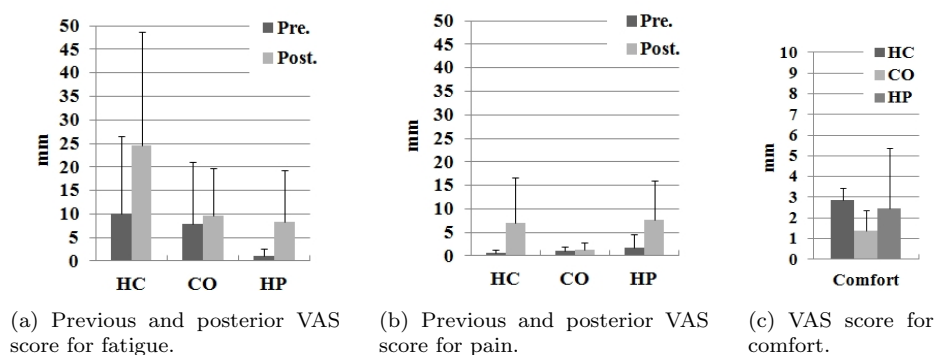 50
45
40
35
30
25
20
15
10
5
0
mm
Pre.
Post.
HC CO HP
(a) Previous and posterior VAS
score for fatigue.
50
45
40
35
30
25
20
15
10
5
0
mm
Pre.
Post.
HC CO HP
(b) Previous and posterior VAS
score for pain.
10
9
8
7
6
5
4
3
2
1
0
mm
HC
CO
HP
Comfort
(c) VAS score for
comfort.